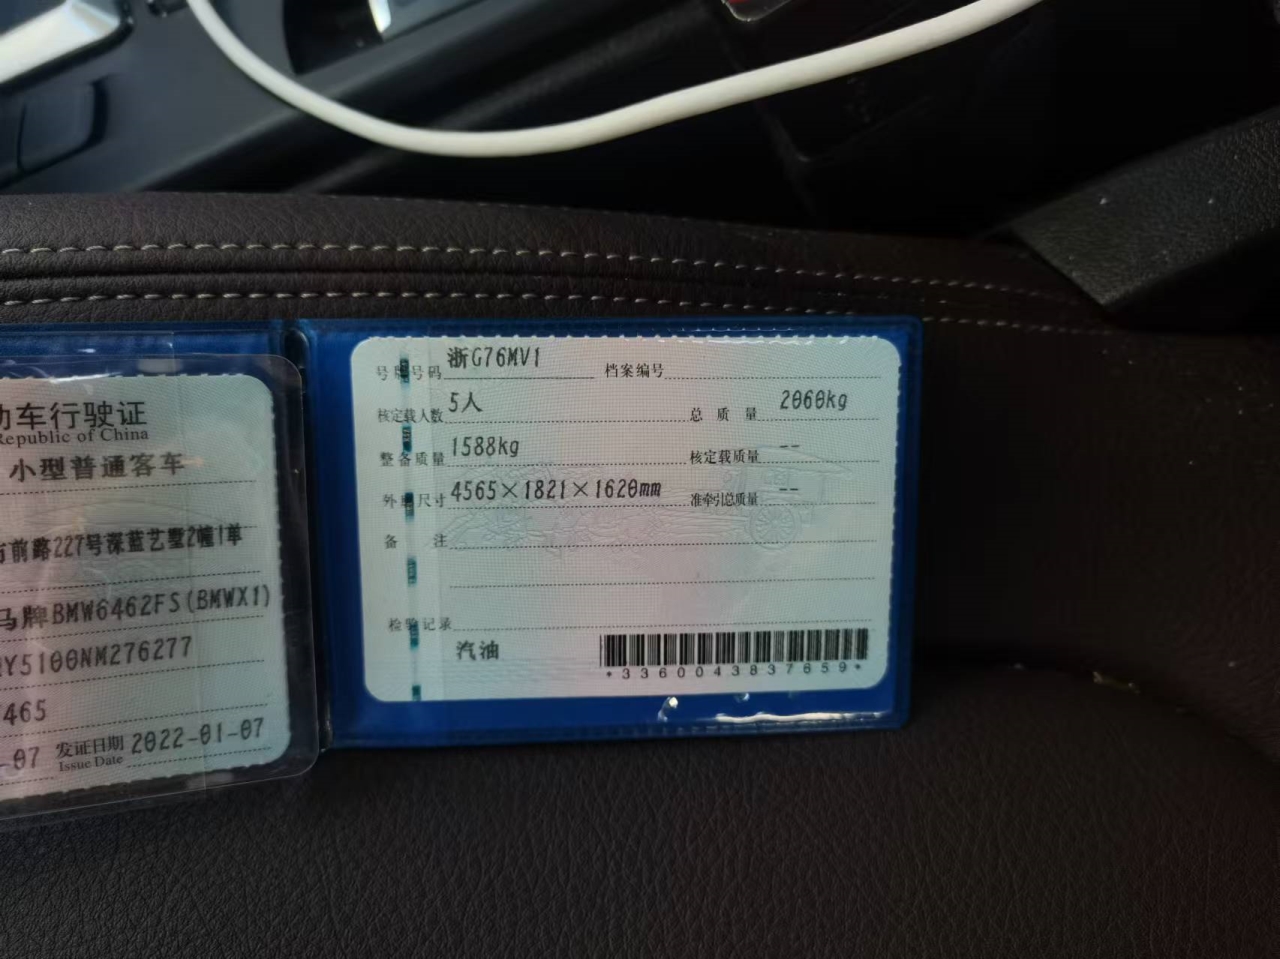 动车行驶证
Republic of China
小型普通客车
前路227号深蓝艺墅2幢1单
马牌BMW6462FS(BMWX1)
Y5100NM276277
465
-07 发证日期 2022-01-07
Issue Date
号牌号码 浙G76MV1 档案编号
核定载人数 5人 总质量 2060kg
整备质量 1588kg 核定载质量 --
外廓尺寸 4565×1821×1620mm 准牵引总质量 --
备注
检验记录
汽油
*3360043837659*